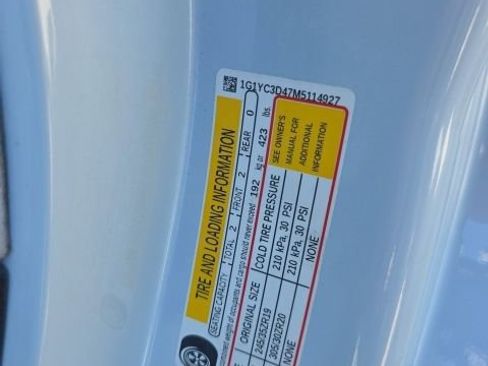 1G1YC3D47M5114927
TIRE AND LOADING INFORMATION
SEATING CAPACITY TOTAL 2 FRONT 2 REAR 0
weight of occupants and cargo should never exceed 192 kg or 423 lbs.
ORIGINAL SIZE COLD TIRE PRESSURE
245/35ZR19 210 kPa, 30 PSI
305/30ZR20 210 kPa, 30 PSI
NONE NONE
SEE OWNER'S
MANUAL FOR
ADDITIONAL
INFORMATION